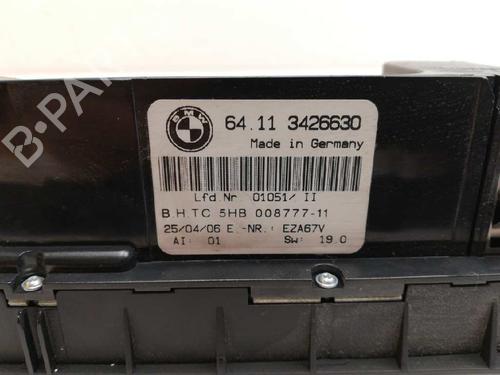 BMW
64.11 3426630
Made in Germany
Lfd.Nr. 01051/ II
B.H.T.C 5HB 008777-11
25/04/06 E.-NR.: EZA67V
AI: 01 SW: 19.0
B-PARTS